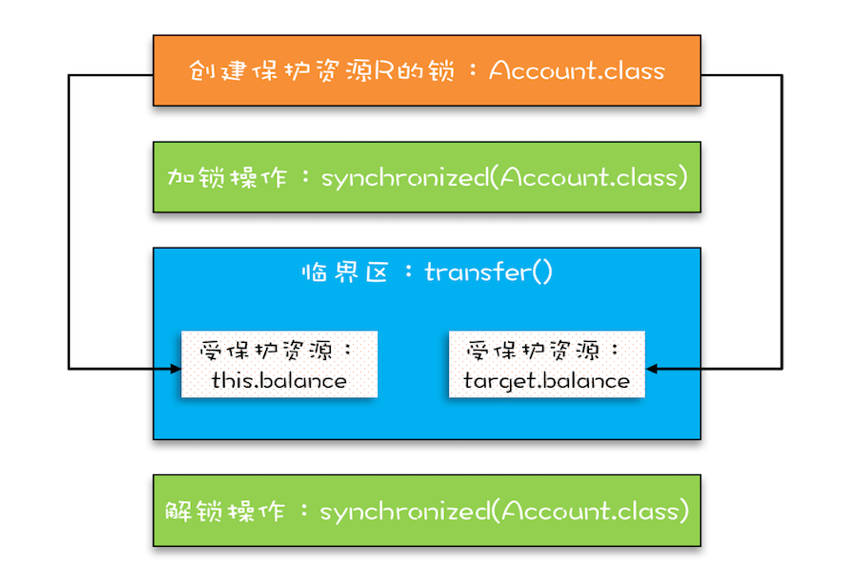 创建保护资源R的锁：Account.class
加锁操作：synchronized(Account.class)
临界区：transfer()
受保护资源：
this.balance
受保护资源：
target.balance
解锁操作：synchronized(Account.class)